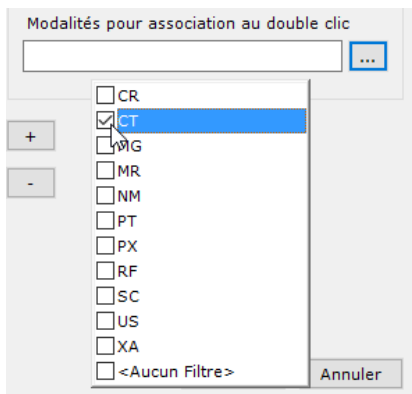 Modalités pour association au double clic
...
CR
CT
+
MG
MR
-
NM
PT
PX
RF
SC
US
XA
<Aucun Filtre>
Annuler